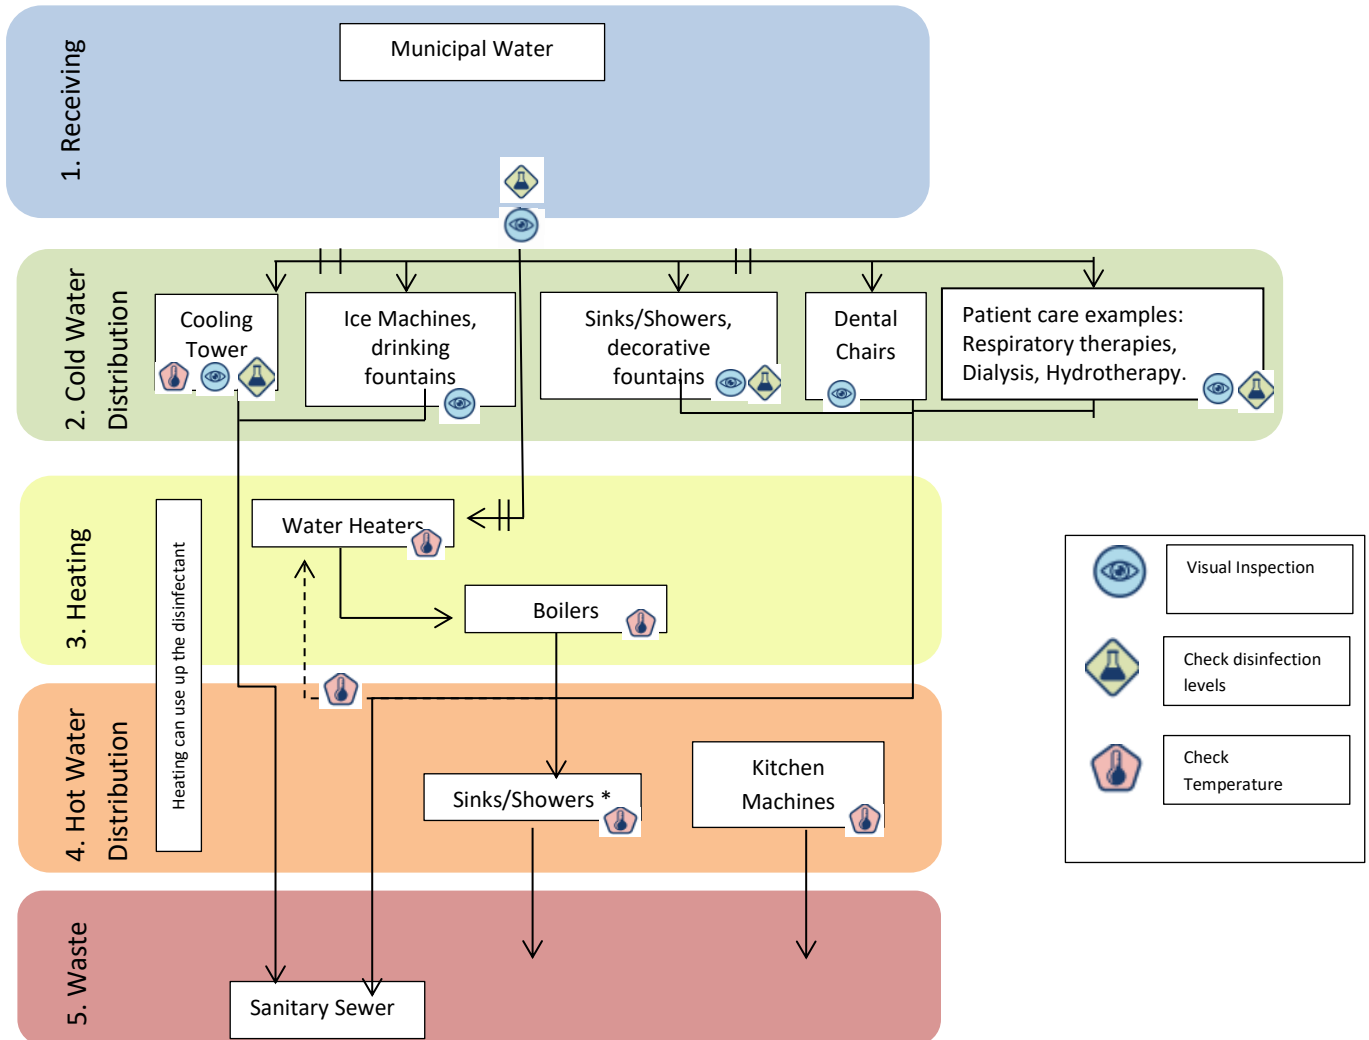 1. Receiving
Municipal Water
2. Cold Water
Distribution
Cooling
Tower
Ice Machines,
drinking
fountains
Sinks/Showers,
decorative
fountains
Dental
Chairs
Patient care examples:
Respiratory therapies,
Dialysis, Hydrotherapy.
3. Heating
Heating can use up the disinfectant
Water Heaters
Boilers
4. Hot Water
Distribution
Sinks/Showers *
Kitchen
Machines
5. Waste
Sanitary Sewer
Visual Inspection
Check disinfection
levels
Check
Temperature